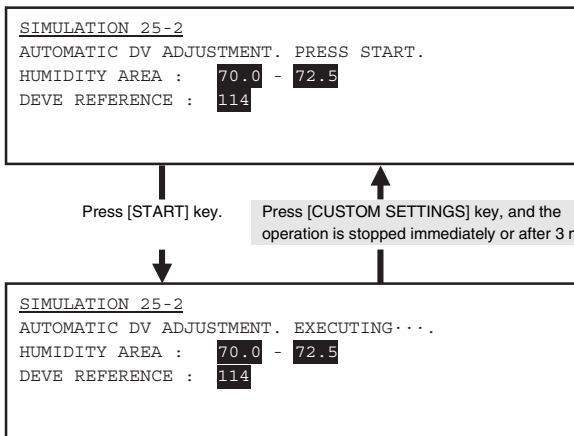 SIMULATION 25-2
AUTOMATIC DV ADJUSTMENT. PRESS START.
HUMIDITY AREA : 70.0 - 72.5
DEVE REFERENCE : 114
Press [START] key.
Press [CUSTOM SETTINGS] key, and the
operation is stopped immediately or after 3
SIMULATION 25-2
AUTOMATIC DV ADJUSTMENT. EXECUTING···.
HUMIDITY AREA : 70.0 - 72.5
DEVE REFERENCE : 114